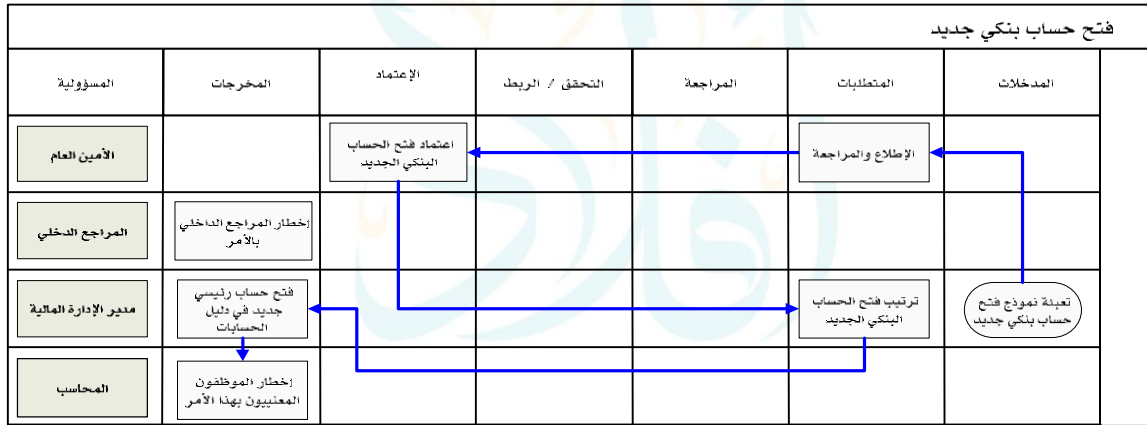 فتح حساب بنكي جديد
المدخلات
المتطلبات
المراجعة
التحقق / الربط
الإعتماد
المخرجات
المسؤولية
الإطلاع والمراجعة
اعتماد فتح الحساب
البنكي الجديد
الأمين العام
إخطار المراجع الداخلي
بالأمر
المراجع الدخلي
تعبئة نموذج فتح
حساب بنكي جديد
ترتيب فتح الحساب
البنكي الجديد
فتح حساب رئيسي
جديد في دليل
الحسابات
مدير الإدارة المالية
إخطار الموظفون
المعنييون بهذا الأمر
المحاسب